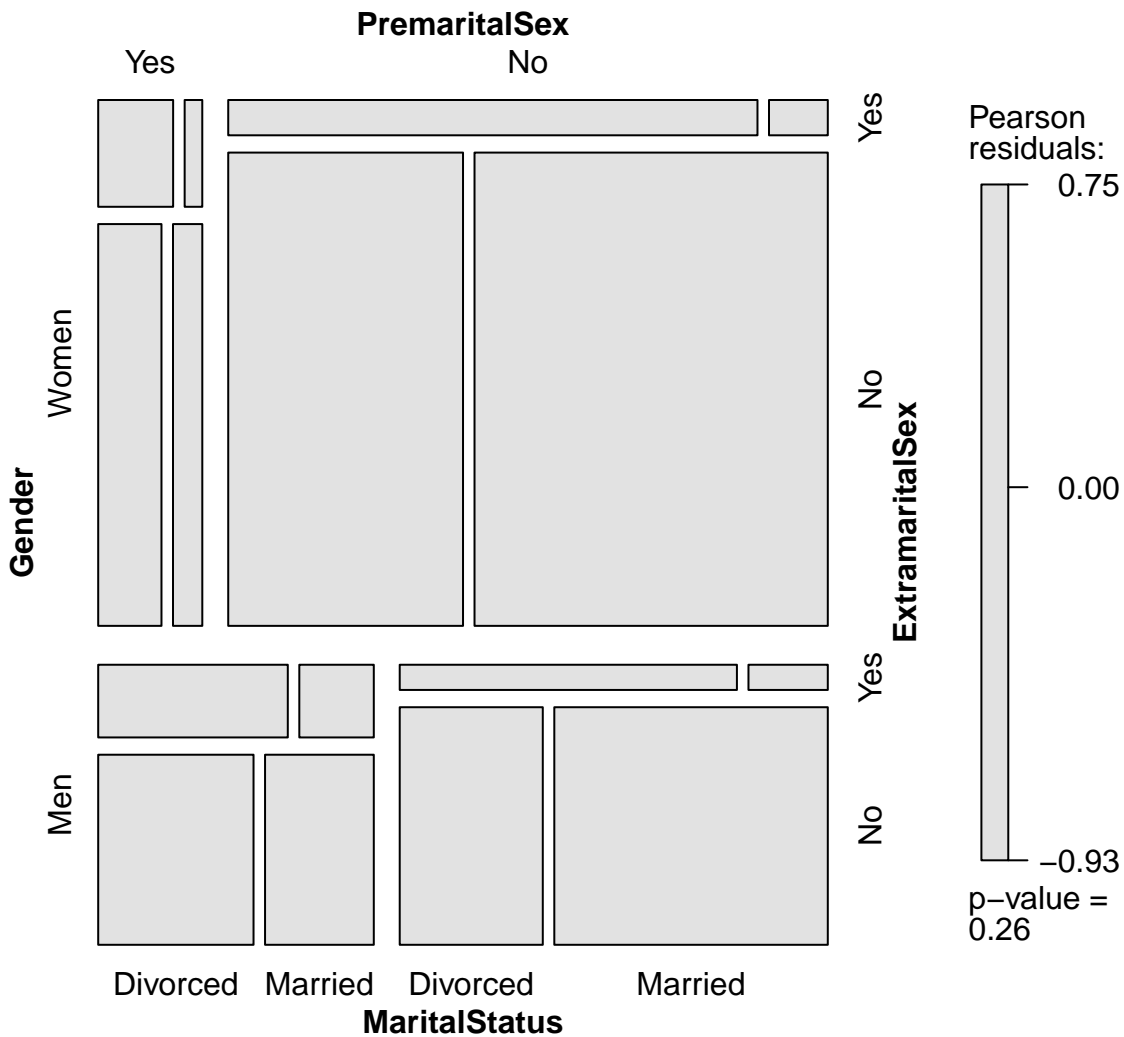 PremaritalSex
Yes No
Yes
Pearson
residuals:
0.75
Women
No
0.00
Gender
ExtramaritalSex
Yes
Men
No
−0.93
p−value =
0.26
Divorced Married Divorced Married
MaritalStatus